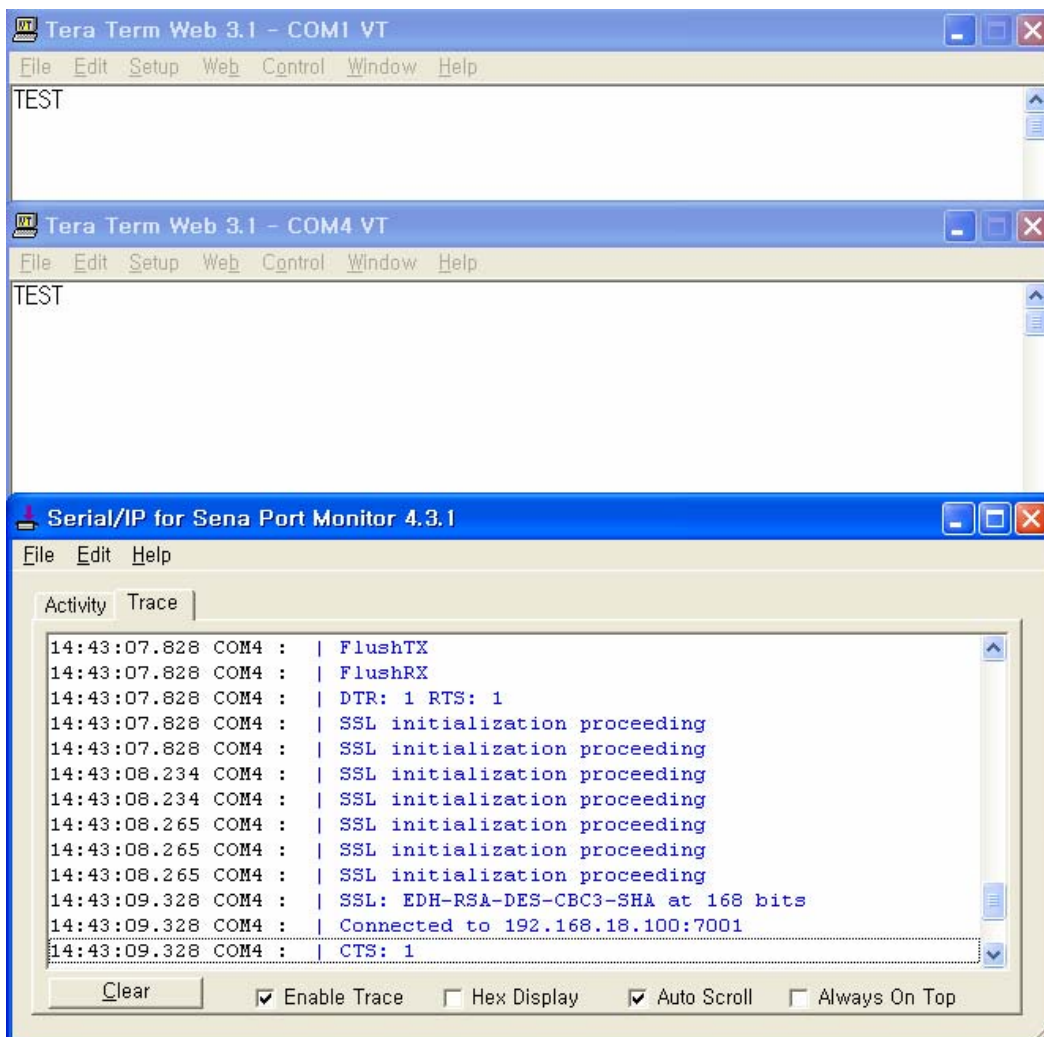 Tera Term Web 3.1 - COM1 VT
File Edit Setup Web Control Window Help
TEST
Tera Term Web 3.1 - COM4 VT
File Edit Setup Web Control Window Help
TEST
Serial/IP for Sena Port Monitor 4.3.1
File Edit Help
Activity Trace
14:43:07.828 COM4 : | FlushTX
14:43:07.828 COM4 : | FlushRX
14:43:07.828 COM4 : | DTR: 1 RTS: 1
14:43:07.828 COM4 : | SSL initialization proceeding
14:43:07.828 COM4 : | SSL initialization proceeding
14:43:08.234 COM4 : | SSL initialization proceeding
14:43:08.234 COM4 : | SSL initialization proceeding
14:43:08.265 COM4 : | SSL initialization proceeding
14:43:08.265 COM4 : | SSL initialization proceeding
14:43:08.265 COM4 : | SSL initialization proceeding
14:43:09.328 COM4 : | SSL: EDH-RSA-DES-CBC3-SHA at 168 bits
14:43:09.328 COM4 : | Connected to 192.168.18.100:7001
14:43:09.328 COM4 : | CTS: 1
Clear Enable Trace Hex Display Auto Scroll Always On Top